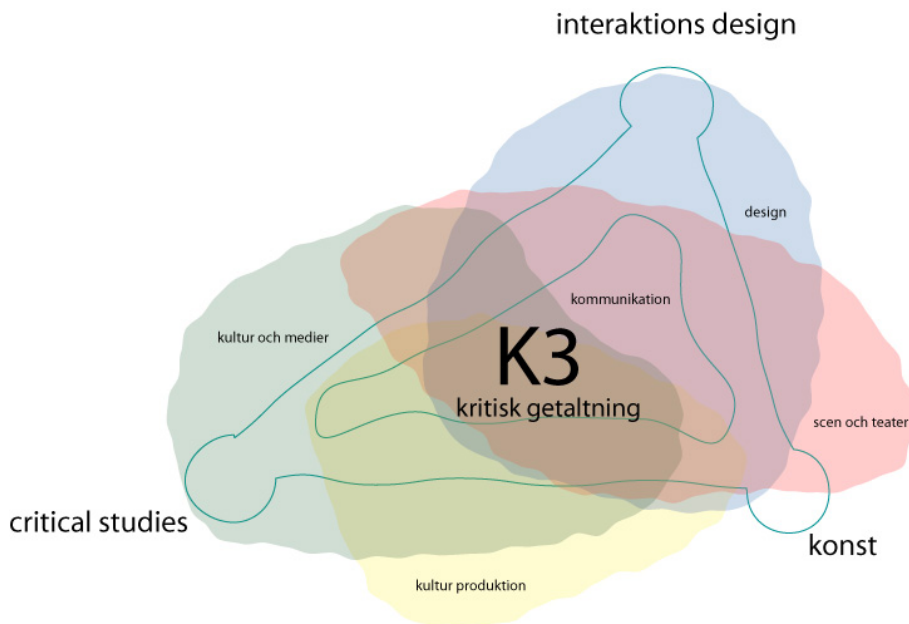 interaktions design
design
kommunikation
kultur och medier
K3
kritisk getaltning
scen och teater
critical studies
konst
kultur produktion